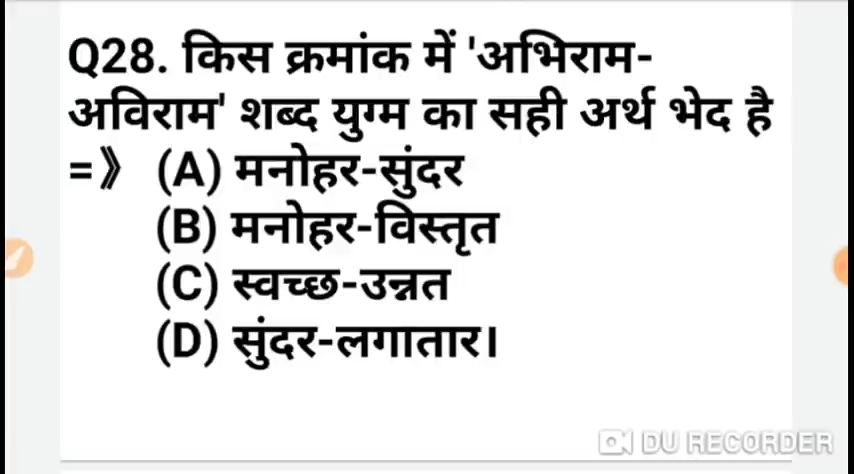 Q28. किस क्रमांक में 'अभिराम-
अविराम' शब्द युग्म का सही अर्थ भेद है
=》 (A) मनोहर-सुंदर
(B) मनोहर-विस्तृत
(C) स्वच्छ-उन्नत
(D) सुंदर-लगातार।
DU RECORDER